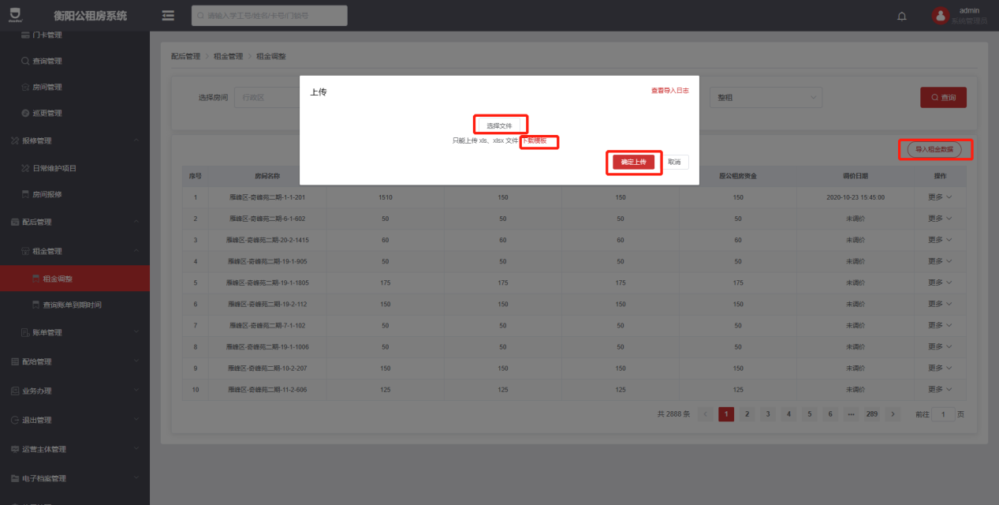 衡阳公租房系统
请输入学工号/姓名/卡号/门锁号
admin
系统管理员
门卡管理
查询管理
房间管理
巡更管理
报修管理
日常维护项目
房间报修
配后管理
租金管理
租金调整
查询账单到期时间
账单管理
配给管理
业务办理
退出管理
运营主体管理
电子档案管理
配后管理 > 租金管理 > 租金调整
选择房间 行政区 整租 查询
上传 查看导入日志
选择文件
只能上传 xls、xlsx 文件 下载模板
确定上传 取消
导入租金数据
序号 房间名称 原公租房资金 调价日期 操作
1 雁峰区-奇峰苑二期-1-1-201 1510 150 150 150 2020-10-23 15:45:00 更多
2 雁峰区-奇峰苑二期-6-1-602 50 50 50 50 未调价 更多
3 雁峰区-奇峰苑二期-20-2-1415 60 60 60 60 未调价 更多
4 雁峰区-奇峰苑二期-19-1-905 50 50 50 50 未调价 更多
5 雁峰区-奇峰苑二期-19-1-1805 175 175 175 175 未调价 更多
6 雁峰区-奇峰苑二期-19-2-112 150 150 150 150 未调价 更多
7 雁峰区-奇峰苑二期-7-1-102 50 50 50 50 未调价 更多
8 雁峰区-奇峰苑二期-19-1-1006 50 50 50 50 未调价 更多
9 雁峰区-奇峰苑二期-10-2-207 150 150 150 150 未调价 更多
10 雁峰区-奇峰苑二期-11-2-606 125 125 125 125 未调价 更多
共 2888 条 < 1 2 3 4 5 6 ··· 289 > 前往 1 页